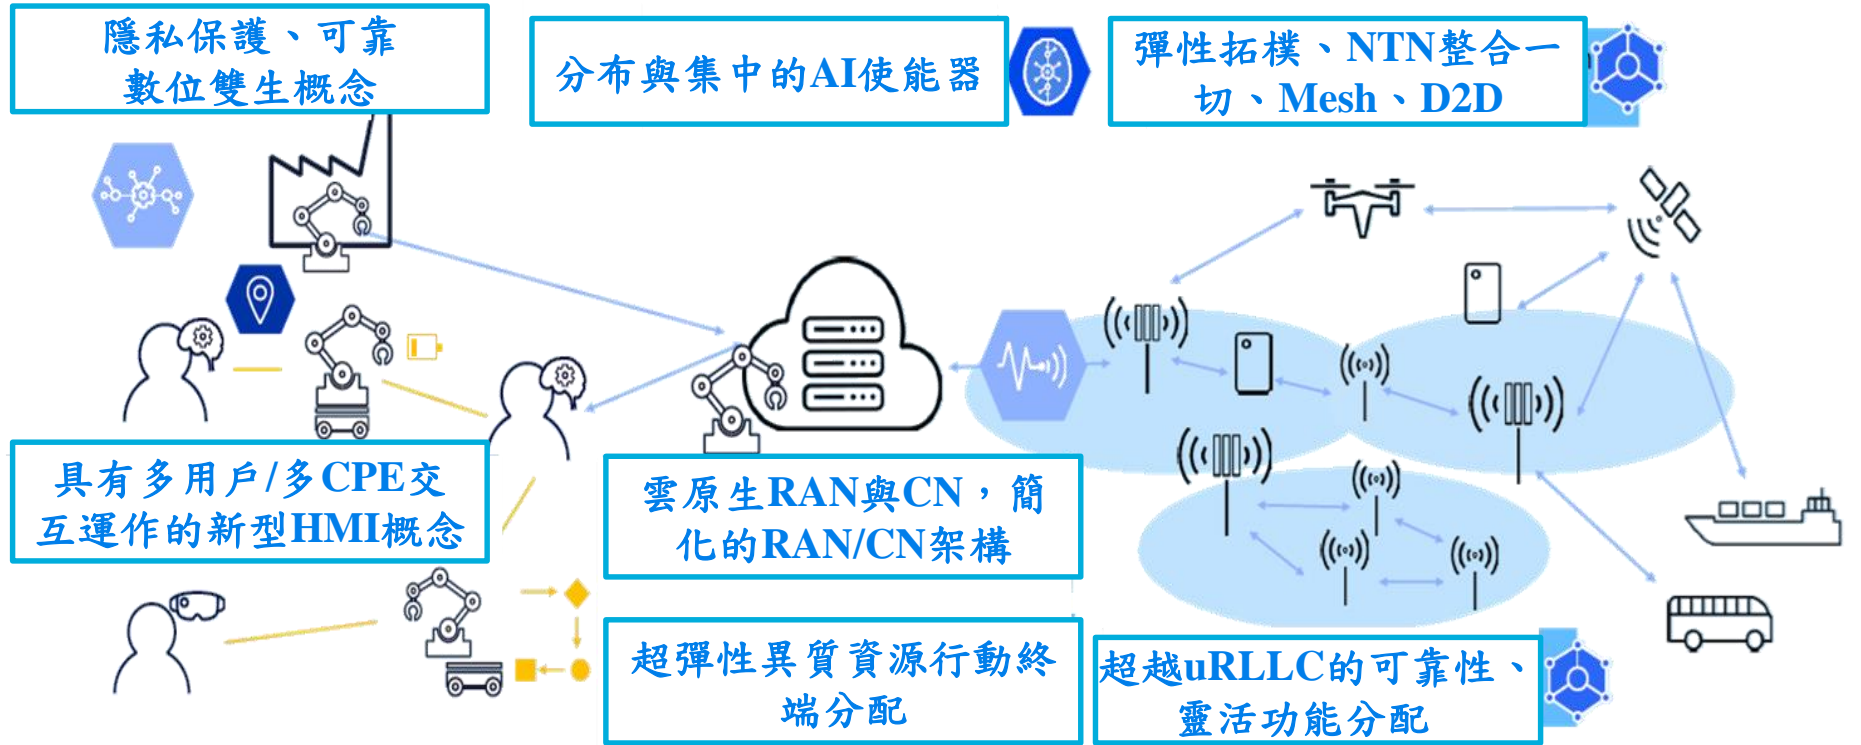 隱私保護、可靠
數位雙生概念
分布與集中的AI使能器
彈性拓樸、NTN整合一
切、Mesh、D2D
具有多用戶/多CPE交
互運作的新型HMI概念
雲原生RAN與CN，簡
化的RAN/CN架構
超彈性異質資源行動終
端分配
超越uRLLC的可靠性、
靈活功能分配